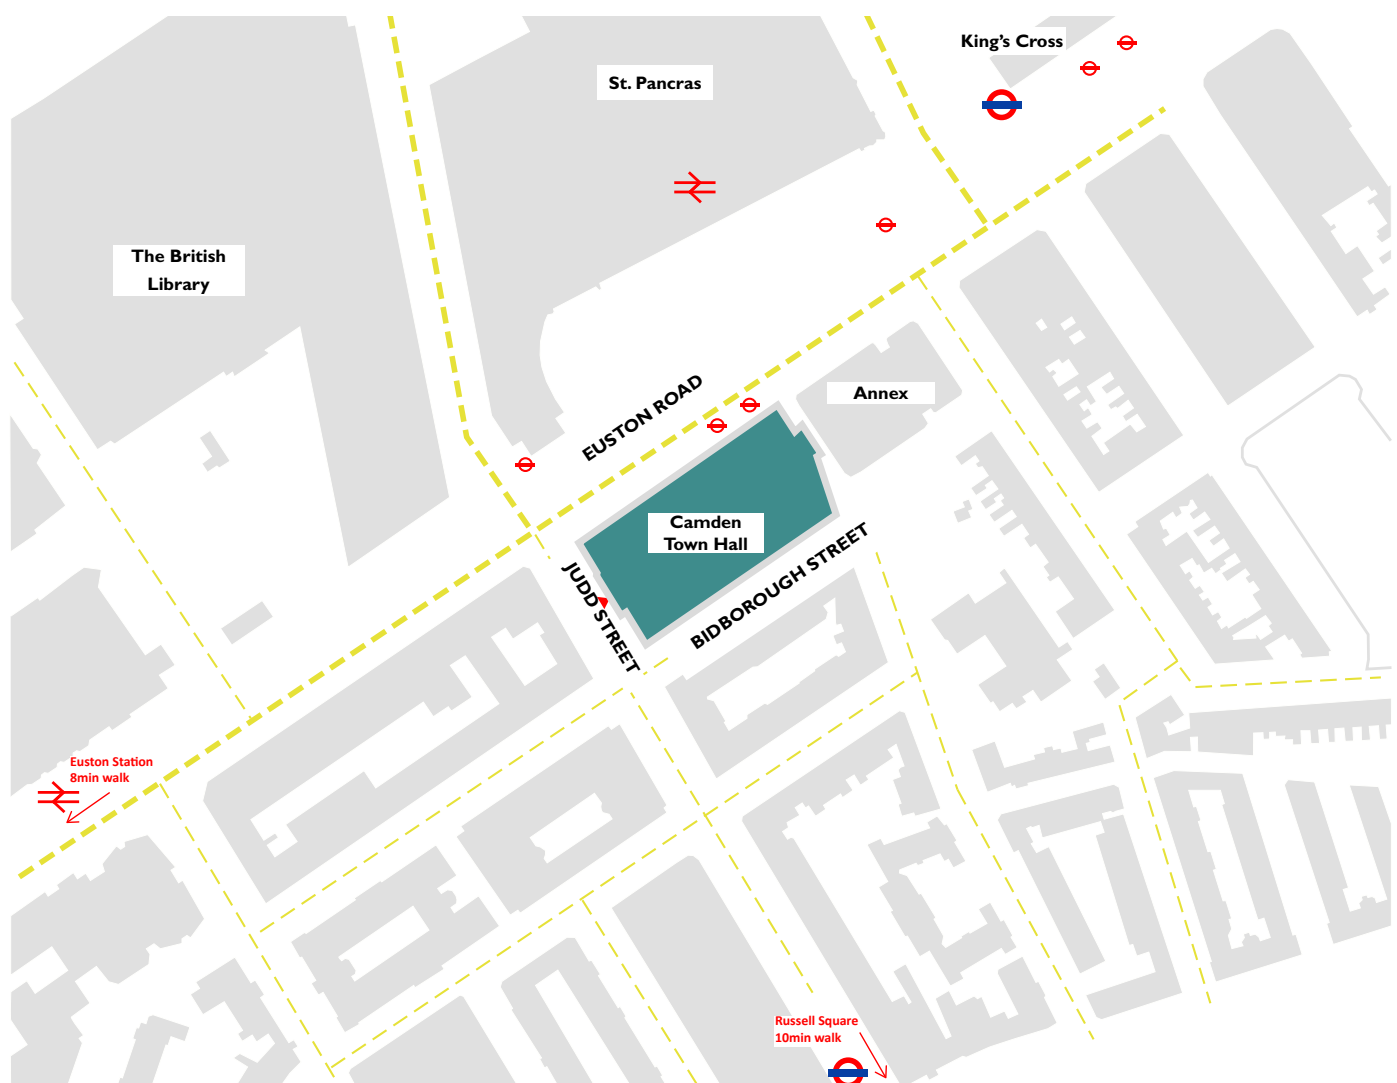 King's Cross
St. Pancras
The British
Library
EUSTON ROAD
Annex
Camden
Town Hall
JUDD STREET
BIDBOROUGH STREET
Euston Station
8min walk
Russell Square
10min walk